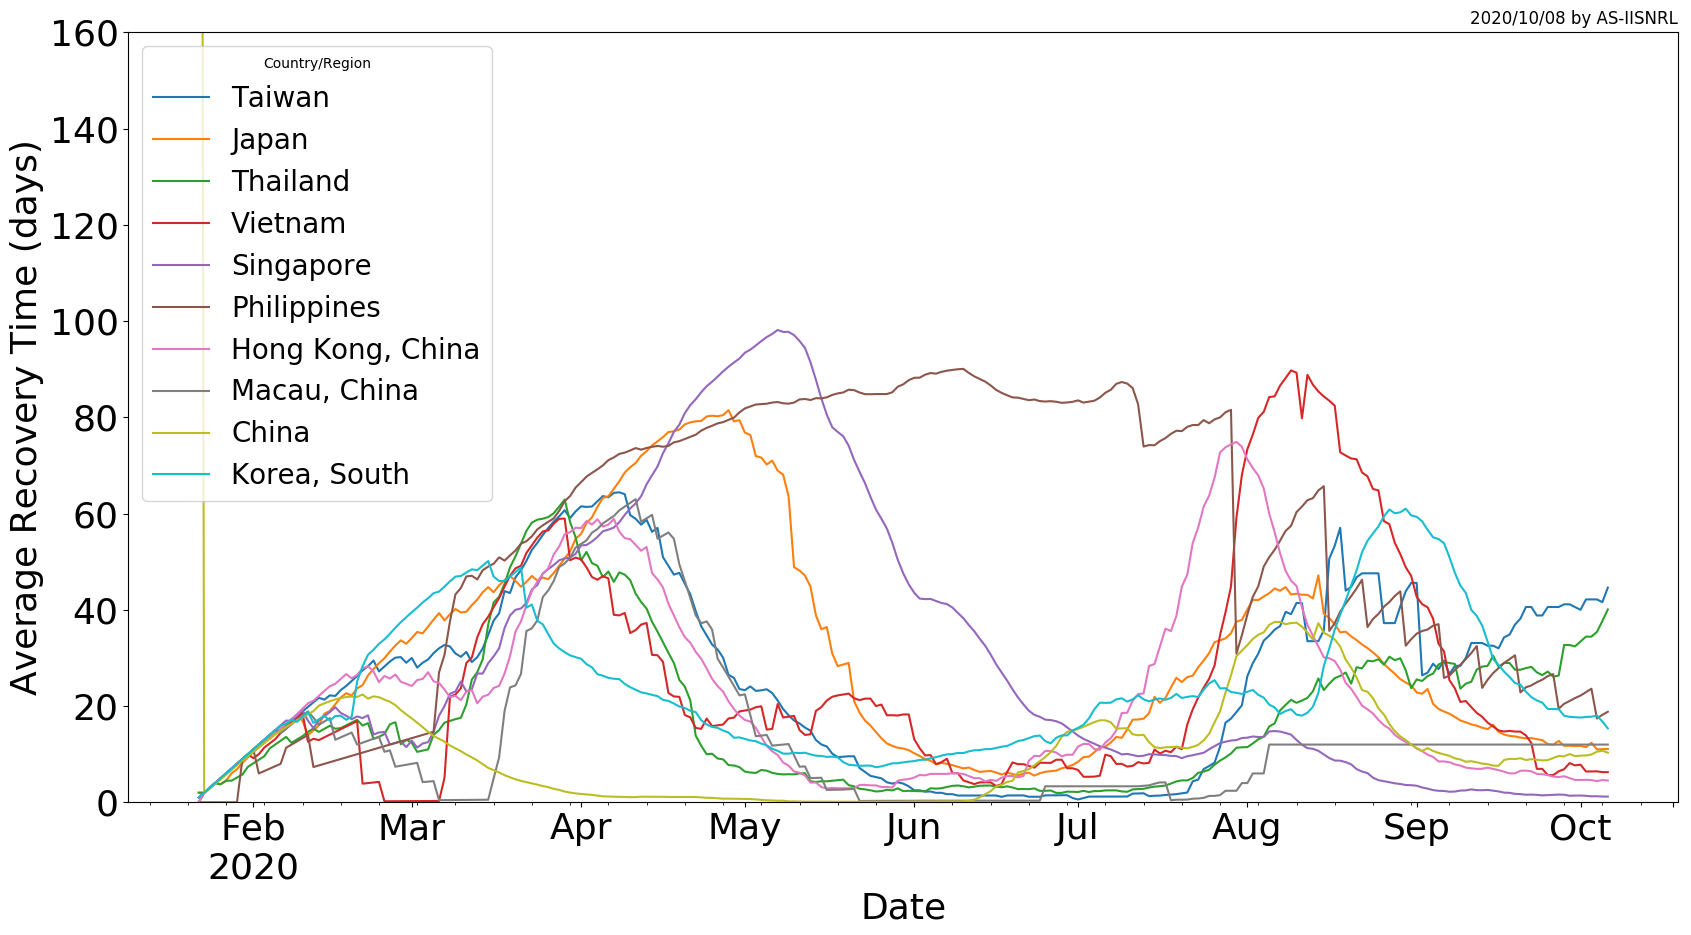 2020/10/08 by AS-IISNRL
160
140
120
100
80
60
40
20
0
Average Recovery Time (days)
Country/Region
Taiwan
Japan
Thailand
Vietnam
Singapore
Philippines
Hong Kong, China
Macau, China
China
Korea, South
Feb
2020
Mar
Apr
May
Jun
Jul
Aug
Sep
Oct
Date